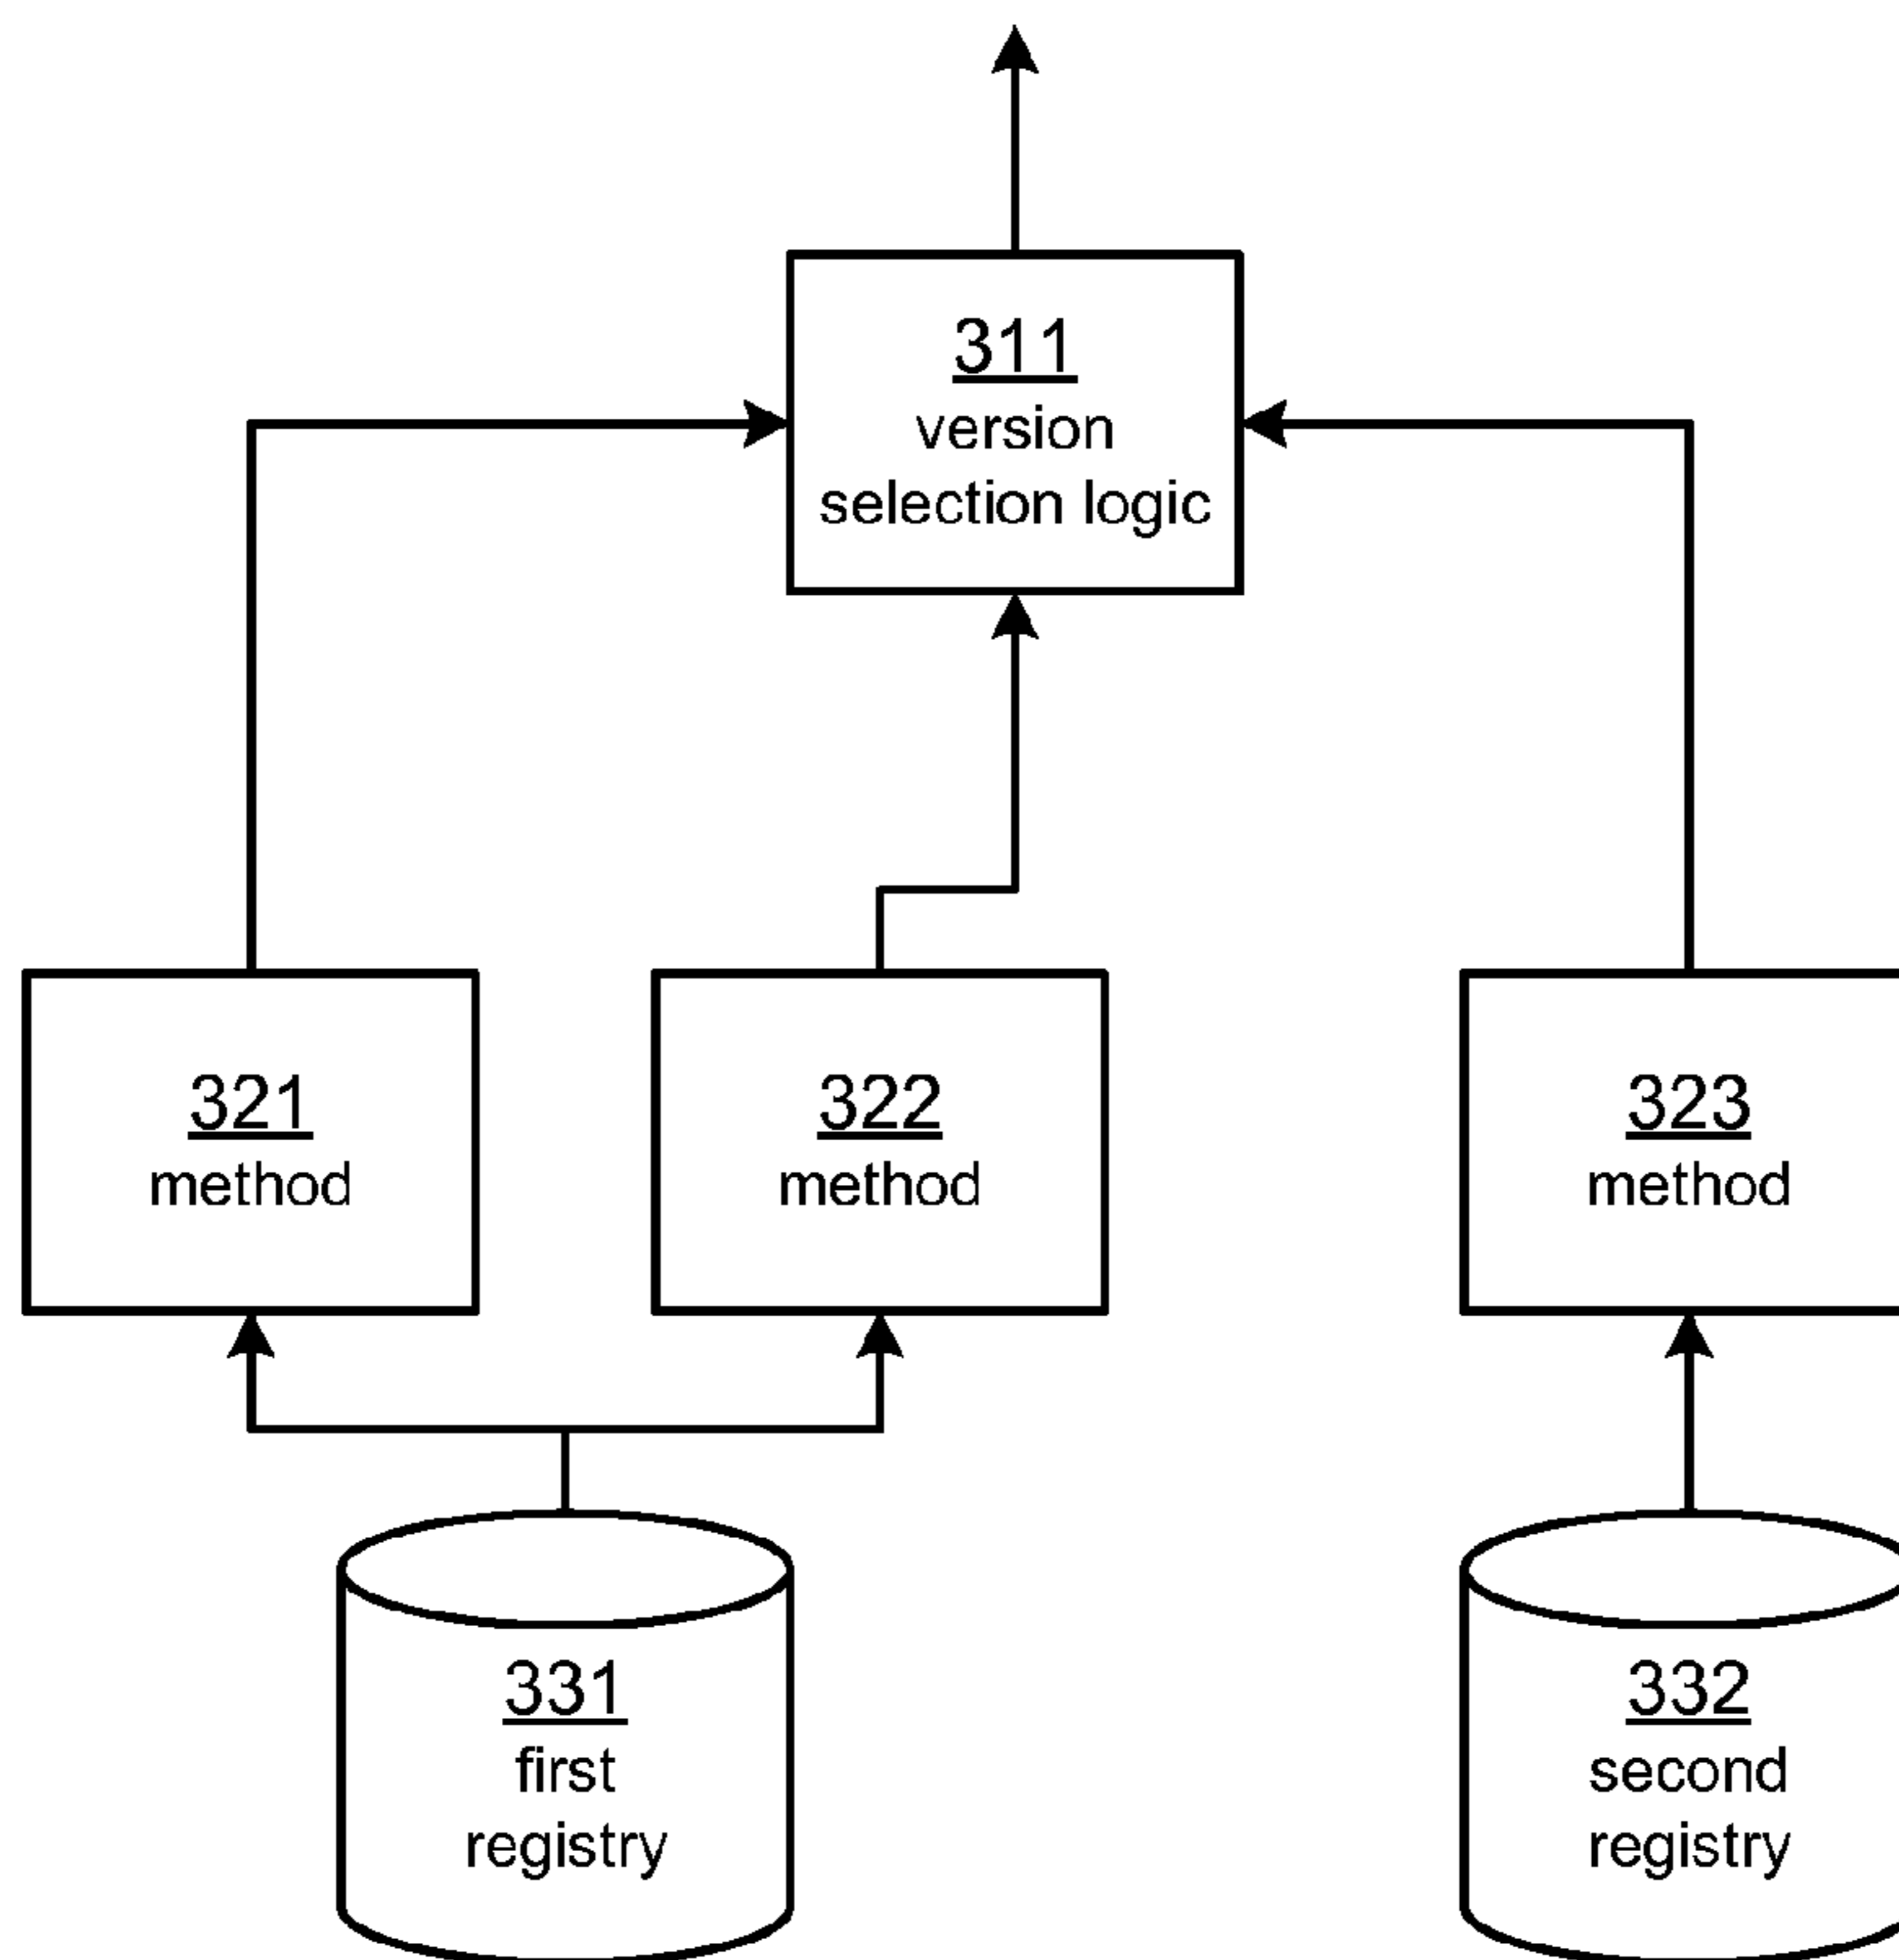 311
version
selection logic
321
method
322
method
323
method
331
first
registry
332
second
registry